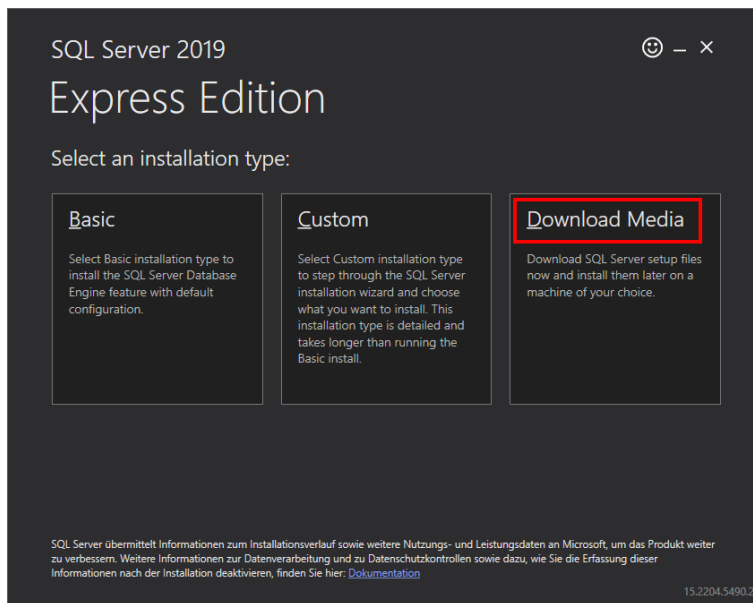 SQL Server 2019
Express Edition
Select an installation type:
Basic
Select Basic installation type to
install the SQL Server Database
Engine feature with default
configuration.
Custom
Select Custom installation type
to step through the SQL Server
installation wizard and choose
what you want to install. This
installation type is detailed and
takes longer than running the
Basic install.
Download Media
Download SQL Server setup files
now and install them later on a
machine of your choice.
SQL Server übermittelt Informationen zum Installationsverlauf sowie weitere Nutzungs- und Leistungsdaten an Microsoft, um das Produkt weiter
zu verbessern. Weitere Informationen zur Datenverarbeitung und zu Datenschutzkontrollen sowie dazu, wie Sie die Erfassung dieser
Informationen nach der Installation deaktivieren, finden Sie hier: Dokumentation
15.2204.5490.2